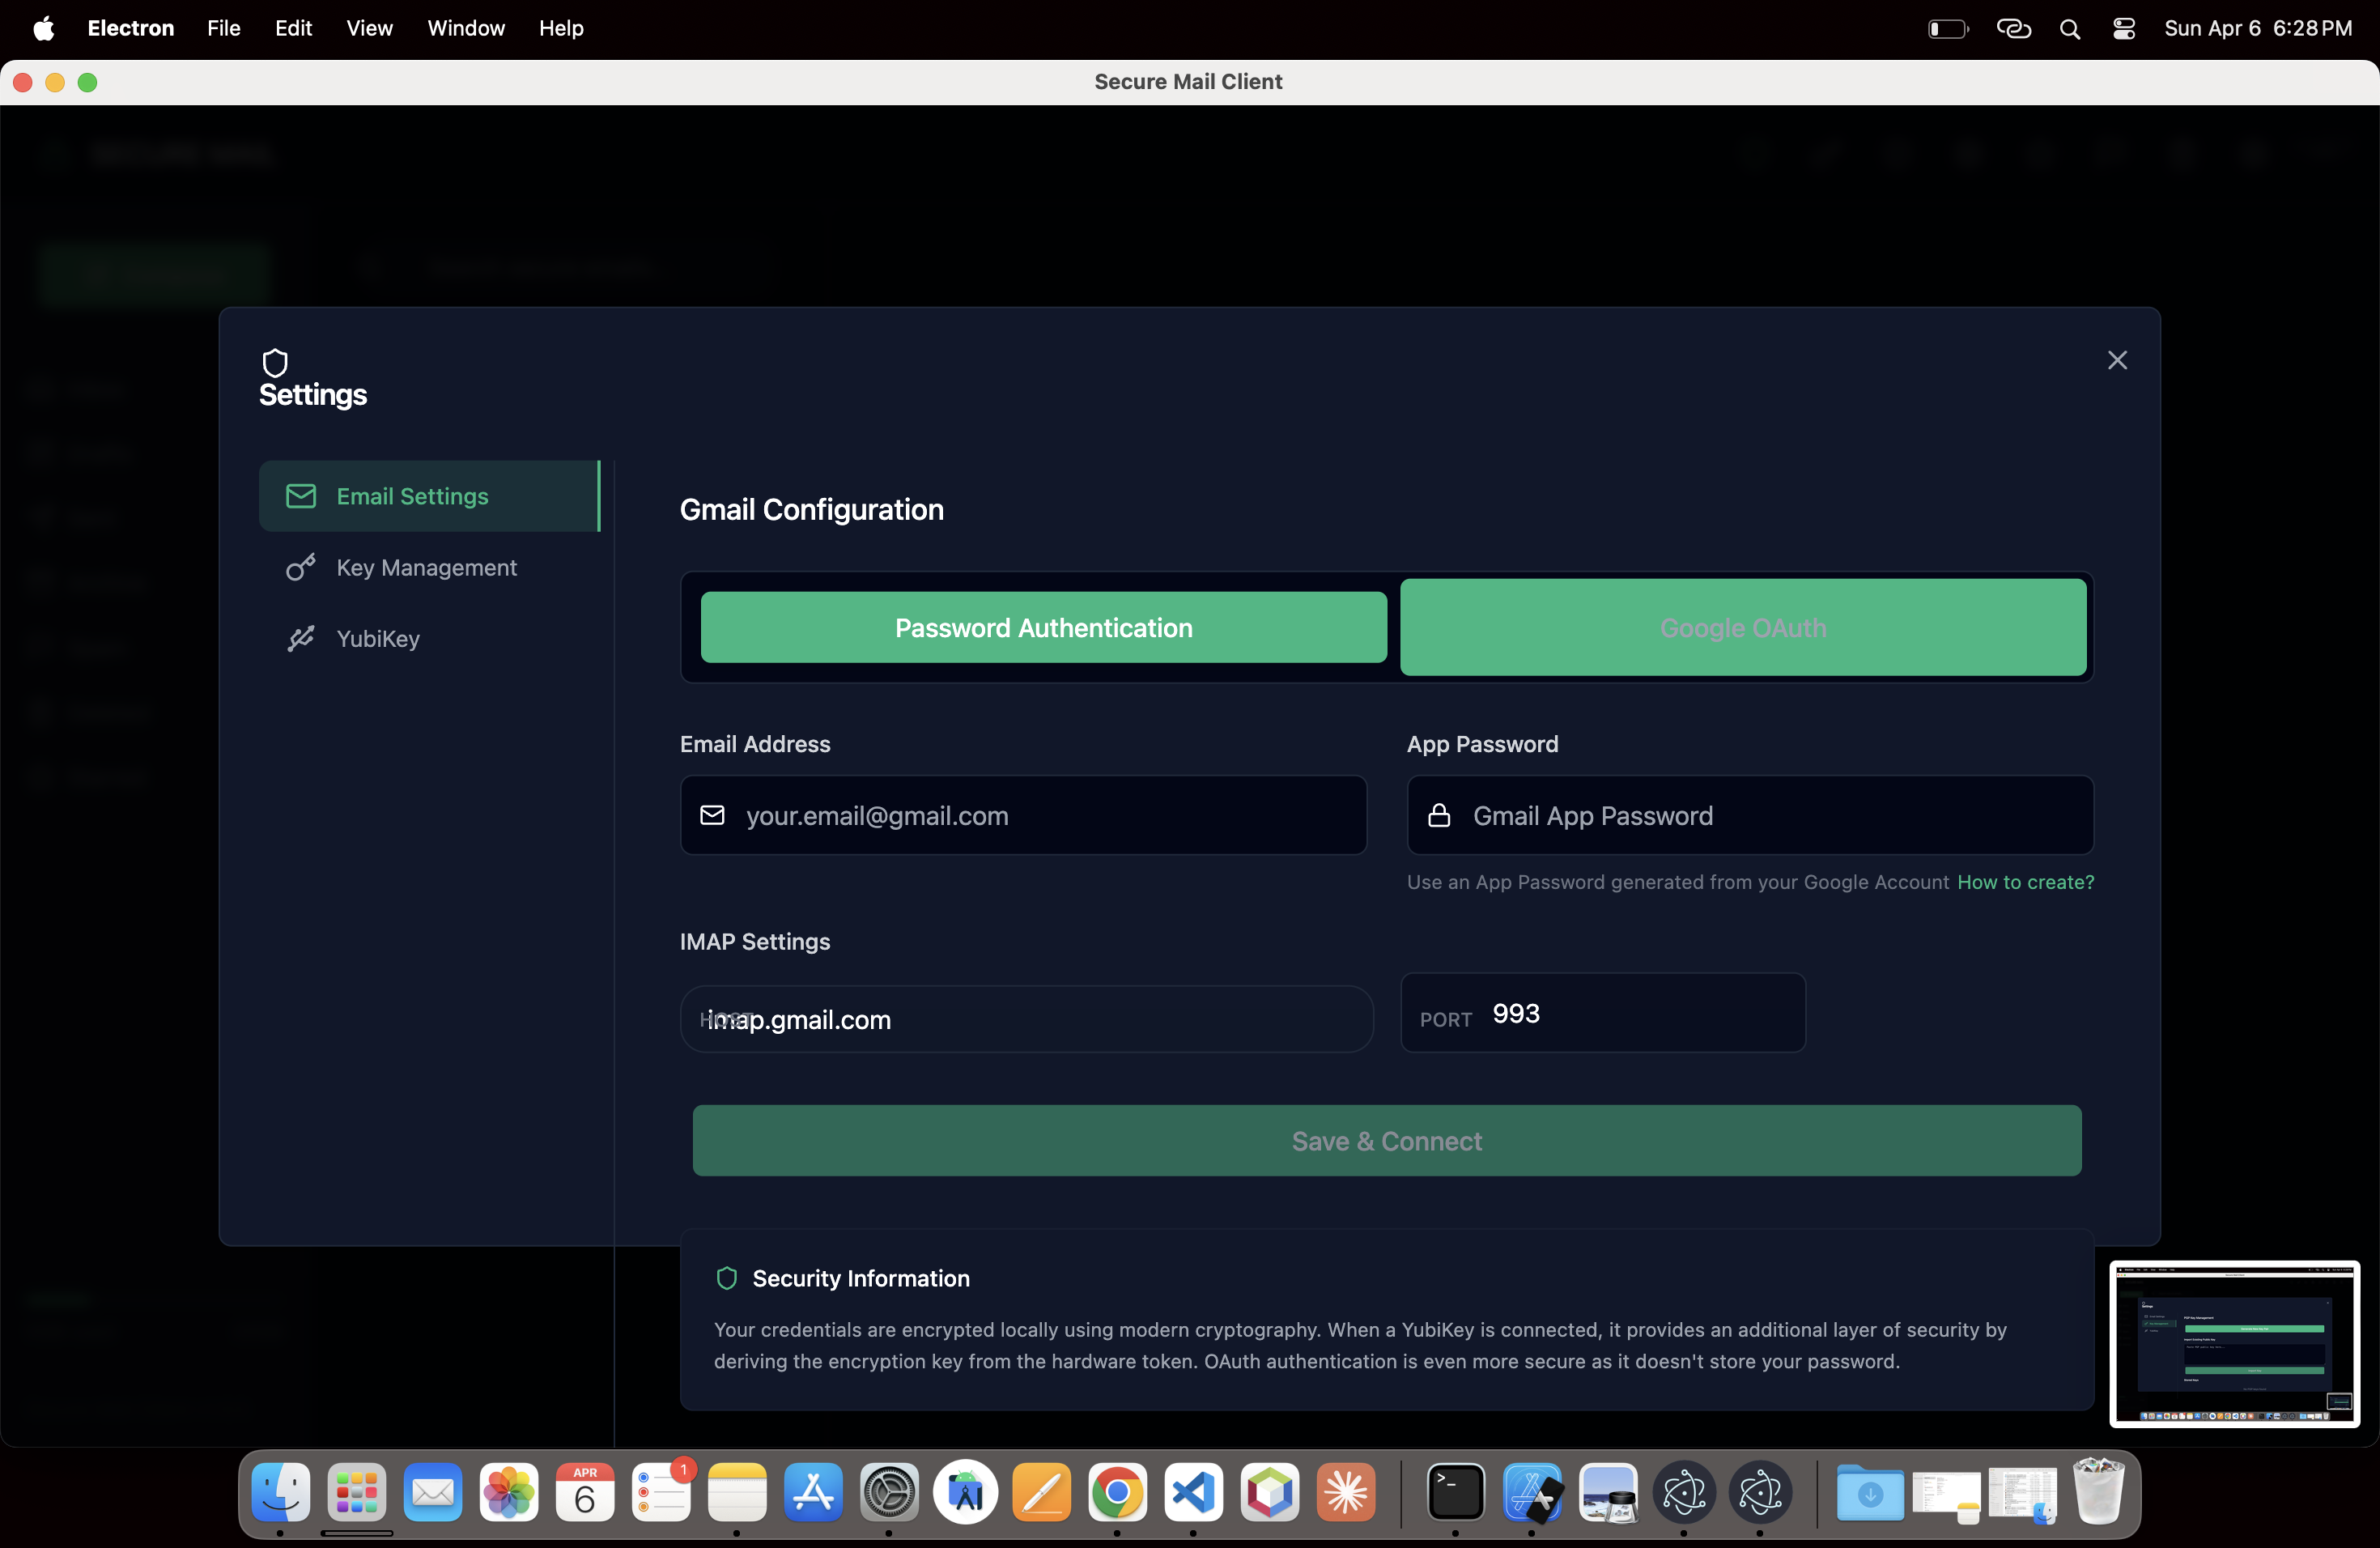 Electron File Edit View Window Help Sun Apr 6 6:28 PM
Secure Mail Client
SECURE MAIL
Settings
Email Settings
Key Management
YubiKey
Gmail Configuration
Password Authentication Google OAuth
Email Address App Password
your.email@gmail.com Gmail App Password
Use an App Password generated from your Google Account How to create?
IMAP Settings
HOST imap.gmail.com PORT 993
Save & Connect
Security Information
Your credentials are encrypted locally using modern cryptography. When a YubiKey is connected, it provides an additional layer of security by
deriving the encryption key from the hardware token. OAuth authentication is even more secure as it doesn't store your password.
APR
6
1